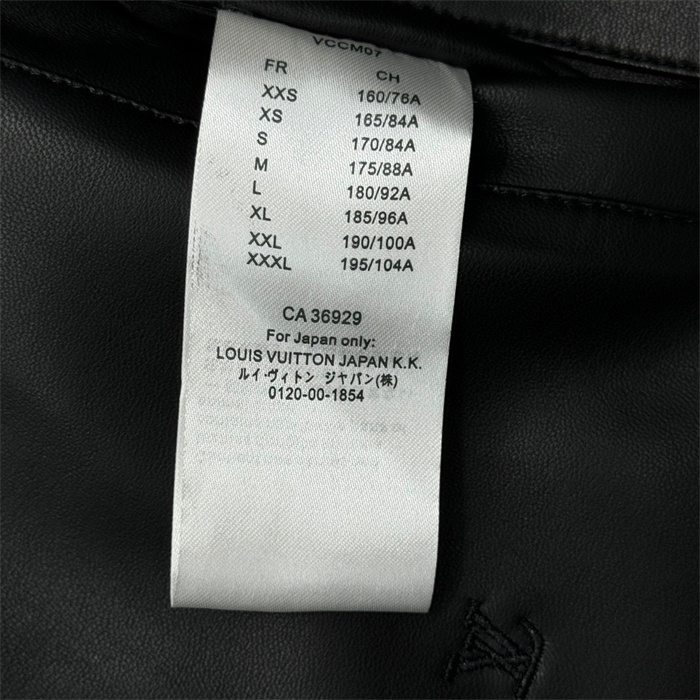 VCCM07
FR CH
XXS 160/76A
XS 165/84A
S 170/84A
M 175/88A
L 180/92A
XL 185/96A
XXL 190/100A
XXXL 195/104A
CA 36929
For Japan only:
LOUIS VUITTON JAPAN K.K.
ルイ・ヴィトン ジャパン(株)
0120-00-1854
LV